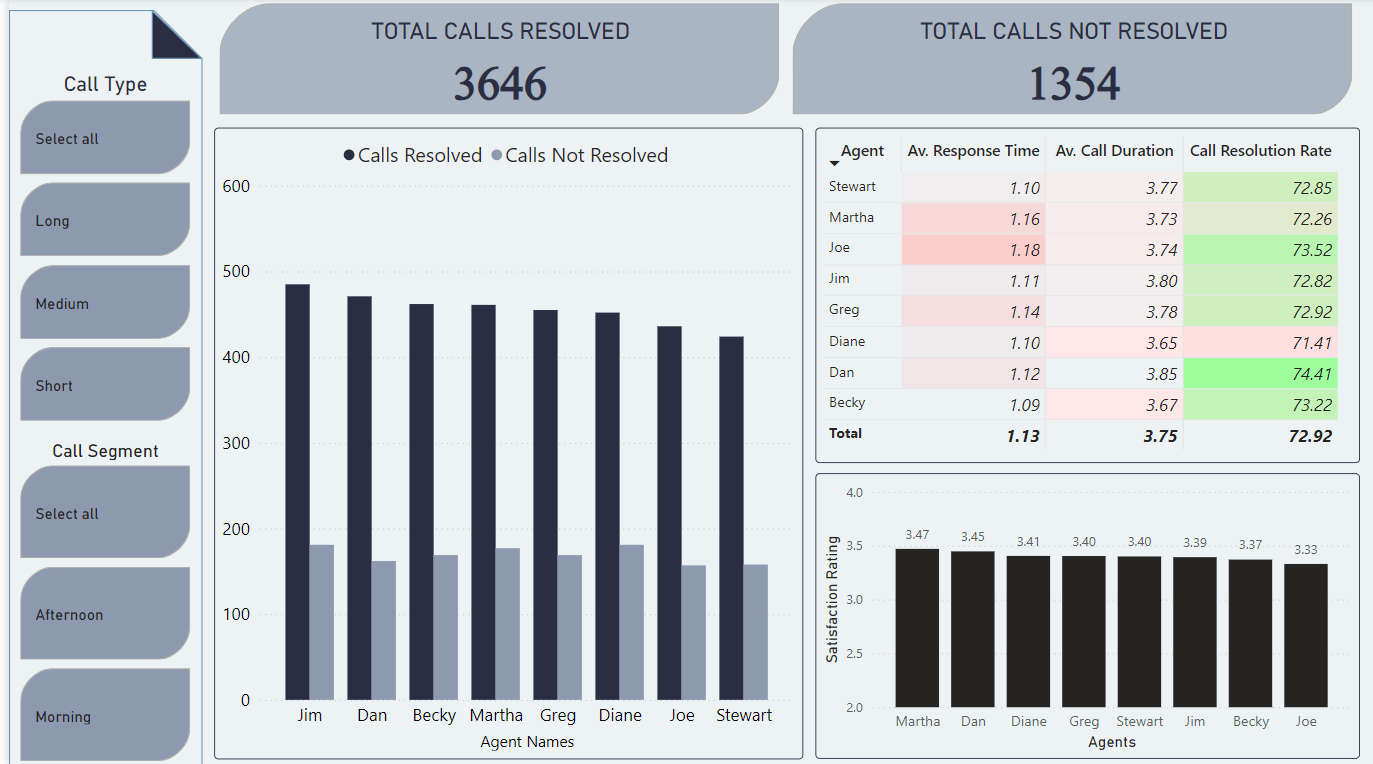 Call Type
Select all
Long
Medium
Short
Call Segment
Select all
Afternoon
Morning
TOTAL CALLS RESOLVED
3646
TOTAL CALLS NOT RESOLVED
1354
Calls Resolved Calls Not Resolved
600
500
400
300
200
100
0
Jim Dan Becky Martha Greg Diane Joe Stewart
Agent Names
Agent Av. Response Time Av. Call Duration Call Resolution Rate
Stewart 1.10 3.77 72.85
Martha 1.16 3.73 72.26
Joe 1.18 3.74 73.52
Jim 1.11 3.80 72.82
Greg 1.14 3.78 72.92
Diane 1.10 3.65 71.41
Dan 1.12 3.85 74.41
Becky 1.09 3.67 73.22
Total 1.13 3.75 72.92
Satisfaction Rating
4.0
3.5
3.0
2.5
2.0
3.47 3.45 3.41 3.40 3.40 3.39 3.37 3.33
Martha Dan Diane Greg Stewart Jim Becky Joe
Agents